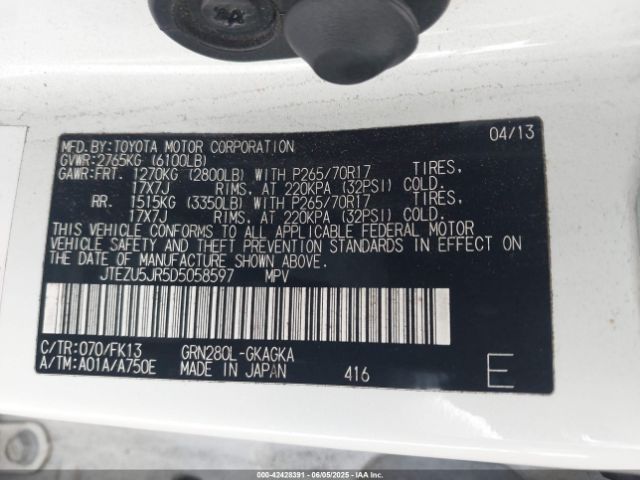 MFD.BY:TOYOTA MOTOR CORPORATION 04/13
GVWR:2765KG (6100LB)
GAWR:FRT. 1270KG (2800LB) WITH P265/70R17 TIRES,
17X7J RIMS, AT 220KPA (32PSI) COLD.
RR. 1515KG (3350LB) WITH P265/70R17 TIRES,
17X7J RIMS, AT 220KPA (32PSI) COLD.
THIS VEHICLE CONFORMS TO ALL APPLICABLE FEDERAL MOTOR
VEHICLE SAFETY AND THEFT PREVENTION STANDARDS IN EFFECT ON
THE DATE OF MANUFACTURE SHOWN ABOVE.
JTEZU5JR5D5058597 MPV
C/TR:070/FK13 GRN280L-GKAGKA
A/TM:A01A/A750E MADE IN JAPAN 416 E
000-42428391 - 06/05/2025 - IAAI.COM